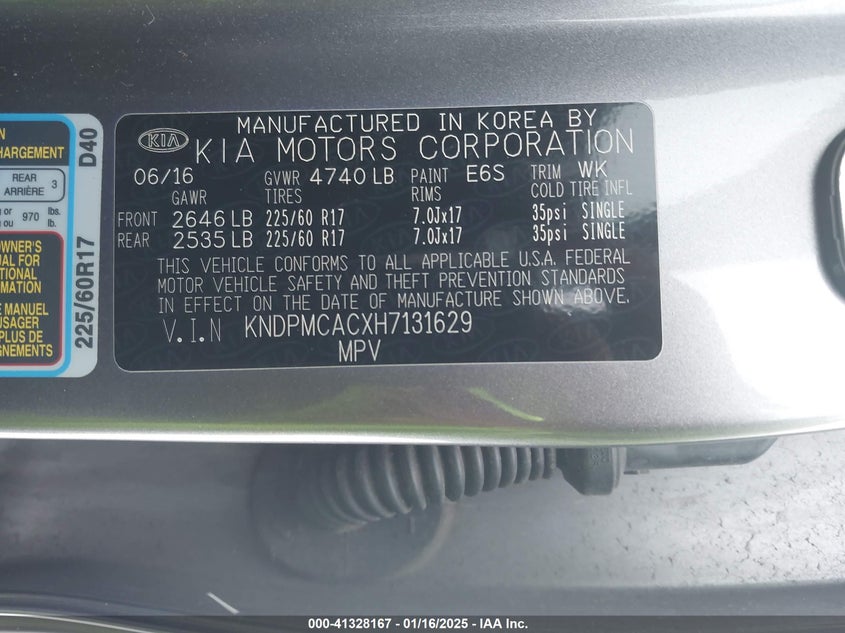 N
HARGEMENT
REAR
ARRIÈRE 3
g or
ou 970 lbs.
lb.
OWNER'S
UAL FOR
TIONAL
RMATION
E MANUEL
USAGER
PLUS DE
GNEMENTS
D40
225/60R17
MANUFACTURED IN KOREA BY
KIA KIA MOTORS CORPORATION
06/16 GVWR 4740 LB PAINT E6S TRIM WK
GAWR TIRES RIMS COLD TIRE INFL
FRONT 2646 LB 225/60 R17 7.0Jx17 35psi SINGLE
REAR 2535 LB 225/60 R17 7.0Jx17 35psi SINGLE
THIS VEHICLE CONFORMS TO ALL APPLICABLE U.S.A. FEDERAL
MOTOR VEHICLE SAFETY AND THEFT PREVENTION STANDARDS
IN EFFECT ON THE DATE OF MANUFACTURE SHOWN ABOVE.
V.I.N KNDPMCACXH7131629
MPV
000-41328167 - 01/16/2025 - IAA Inc.